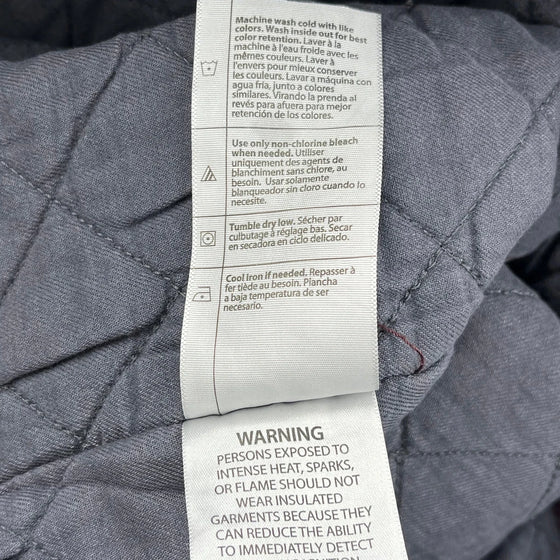 Machine wash cold with like
colors. Wash inside out for best
color retention. Laver à la
machine à l'eau froide avec les
mêmes couleurs. Laver à
l'envers pour mieux conserver
les couleurs. Lavar a máquina con
agua fria, junto a colores
similares. Virando la prenda al
revés para afuera para mejor
retención de los colores.
Use only non-chlorine bleach
when needed. Utiliser
uniquement des agents de
blanchiment sans chlore, au
besoin. Usar solamente
blanqueador sin cloro cuando lo
necesite.
Tumble dry low. Sécher par
culbutage à réglage bas. Secar
en secadora en ciclo delicado.
Cool iron if needed. Repasser à
fer tiède au besoin. Plancha
a baja temperatura de ser
necesario.
WARNING
PERSONS EXPOSED TO
INTENSE HEAT, SPARKS,
OR FLAME SHOULD NOT
WEAR INSULATED
GARMENTS BECAUSE THEY
CAN REDUCE THE ABILITY
TO IMMEDIATELY DETECT